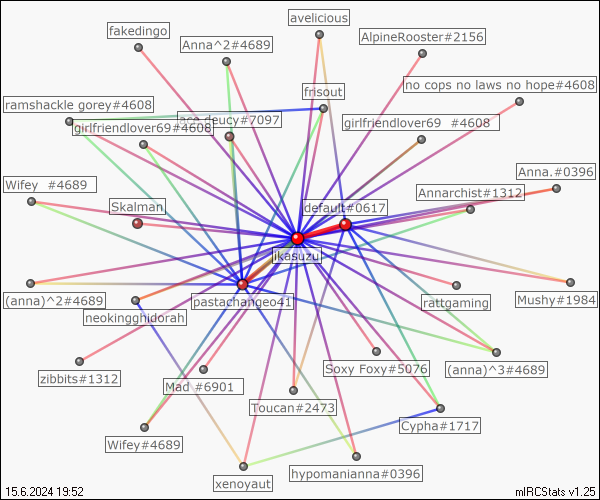 avelicious
fakedingo
AlpineRooster#2156
Anna^2#4689
no cops no laws no hope#4608
frisout
ramshackle gorey#4608
ace deucy#7097
girlfriendlover69#4608
girlfriendlover69 #4608
Anna.#0396
Wifey #4689
Annarchist#1312
Skalman
default#0617
ikasuzu
(anna)^2#4689
pastachangeo41
rattgaming
Mushy#1984
neokingghidorah
zibbits#1312
Mad #6901
Soxy Foxy#5076
(anna)^3#4689
Toucan#2473
Cypha#1717
Wifey#4689
hypomanianna#0396
xenoyaut
15.6.2024 19:52
mIRCStats v1.25